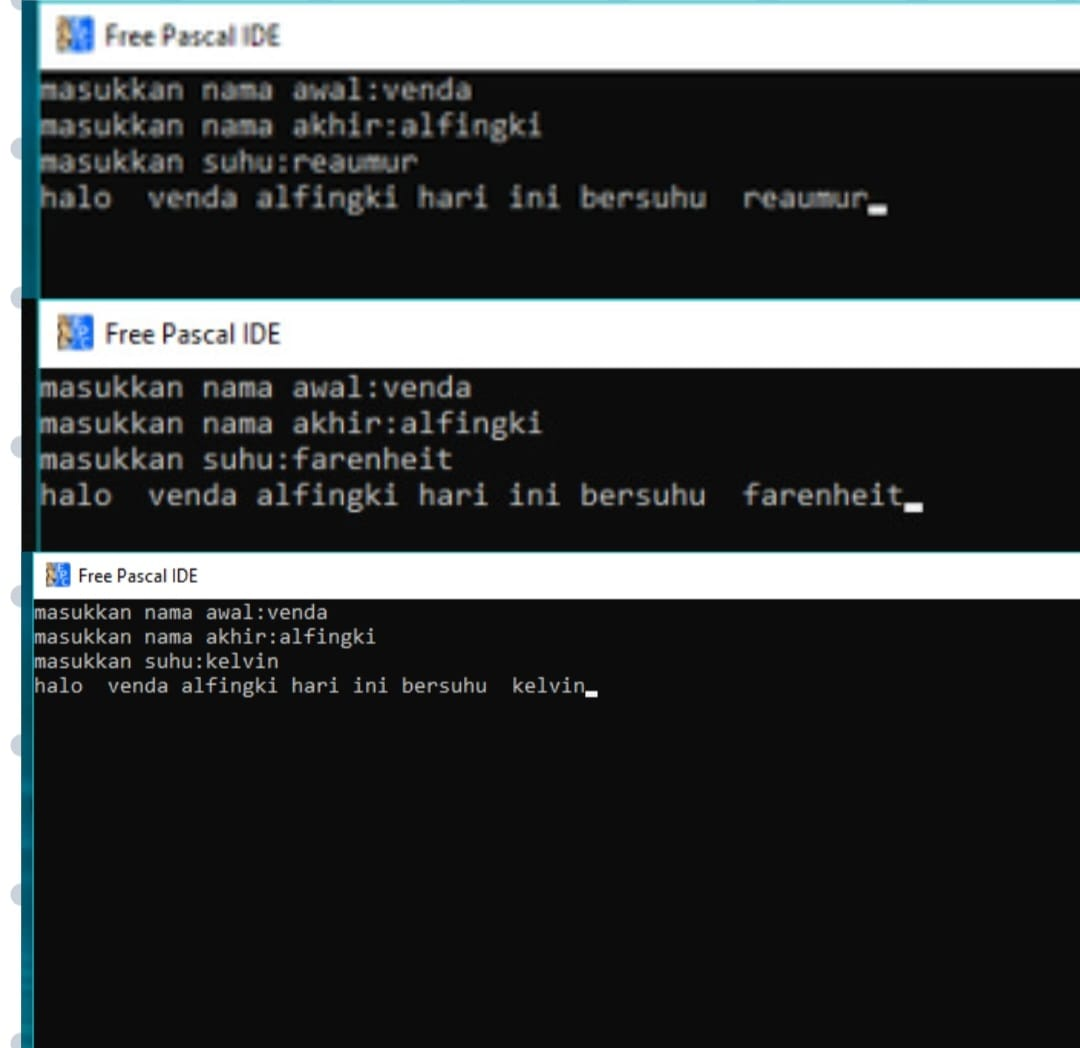 Free Pascal IDE
masukkan nama awal:venda
masukkan nama akhir:alfingki
masukkan suhu:reaumur
halo  venda alfingki hari ini bersuhu  reaumur
Free Pascal IDE
masukkan nama awal:venda
masukkan nama akhir:alfingki
masukkan suhu:farenheit
halo  venda alfingki hari ini bersuhu  farenheit
Free Pascal IDE
masukkan nama awal:venda
masukkan nama akhir:alfingki
masukkan suhu:kelvin
halo  venda alfingki hari ini bersuhu  kelvin